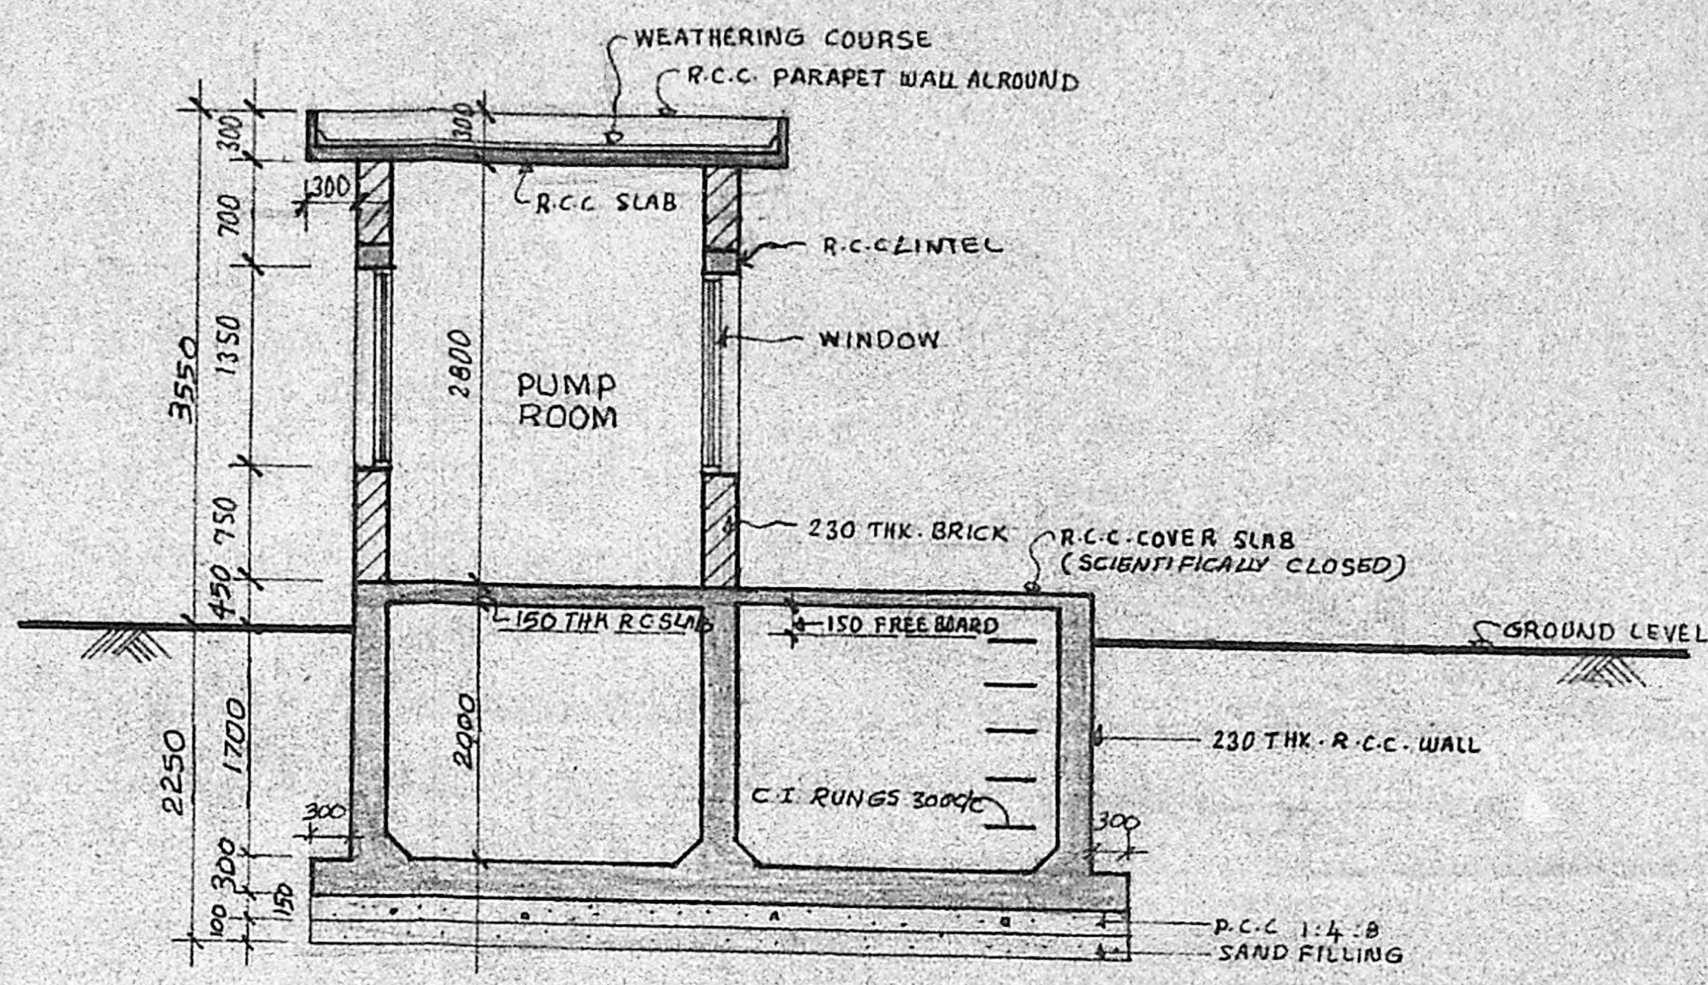 WEATHERING COURSE
R.C.C. PARAPET WALL ALROUND
300
300
300
R.C.C SLAB
700
R.C.C LINTEL
3550
1350
2800
WINDOW
PUMP
ROOM
750
230 THK. BRICK
R.C.C. COVER SLAB
(SCIENTIFICALLY CLOSED)
450
150 THK R C SLAB
150 FREE BOARD
GROUND LEVEL
2250
1700
2000
230 THK. R.C.C. WALL
C.I. RUNGS 300C/C
300
300
300
150
100
P.C.C 1:4:8
SAND FILLING